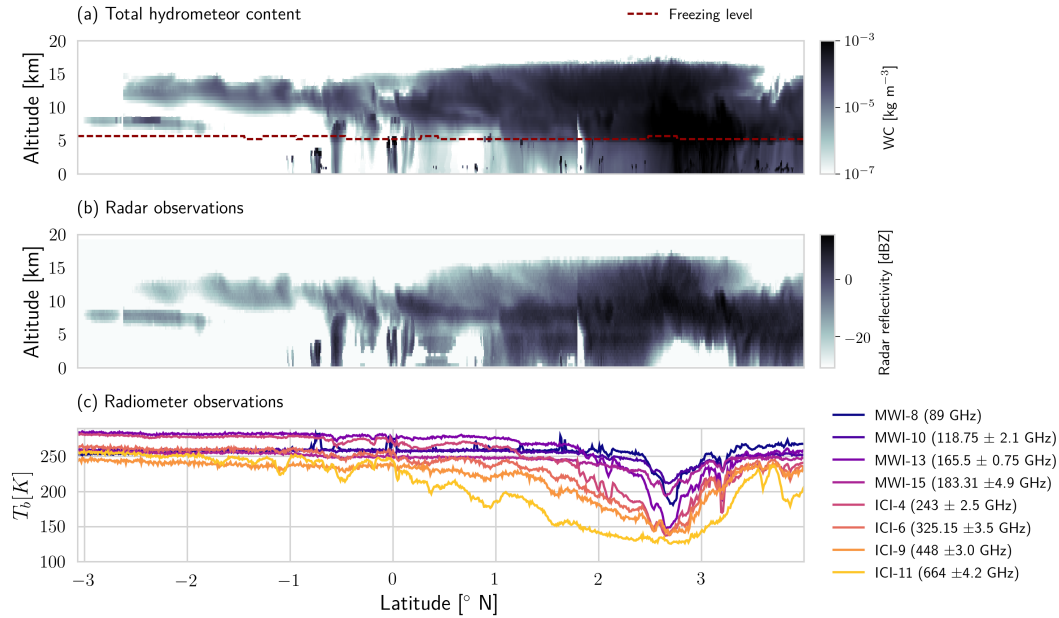 (a) Total hydrometeor content
Freezing level
20
15
10
5
0
Altitude [km]
10^{-3}
10^{-5}
10^{-7}
WC [kg m^{-3}]
(b) Radar observations
20
15
10
5
0
Altitude [km]
0
−20
Radar reflectivity [dBZ]
(c) Radiometer observations
250
200
150
100
T_b[K]
−3 −2 −1 0 1 2 3
Latitude [° N]
MWI-8 (89 GHz)
MWI-10 (118.75 ± 2.1 GHz)
MWI-13 (165.5 ± 0.75 GHz)
MWI-15 (183.31 ±4.9 GHz)
ICI-4 (243 ± 2.5 GHz)
ICI-6 (325.15 ±3.5 GHz)
ICI-9 (448 ±3.0 GHz)
ICI-11 (664 ±4.2 GHz)